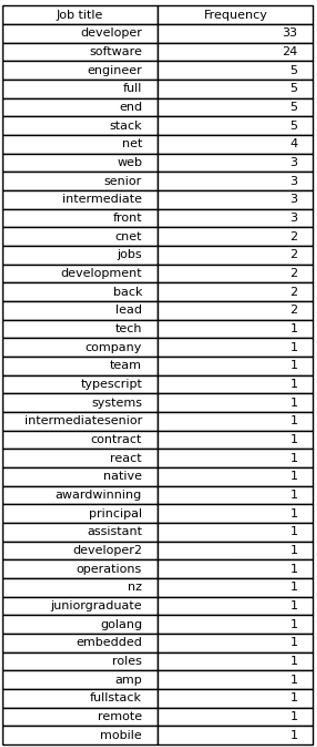 Job title Frequency
developer 33
software 24
engineer 5
full 5
end 5
stack 5
net 4
web 3
senior 3
intermediate 3
front 3
cnet 2
jobs 2
development 2
back 2
lead 2
tech 1
company 1
team 1
typescript 1
systems 1
intermediatesenior 1
contract 1
react 1
native 1
awardwinning 1
principal 1
assistant 1
developer2 1
operations 1
nz 1
juniorgraduate 1
golang 1
embedded 1
roles 1
amp 1
fullstack 1
remote 1
mobile 1